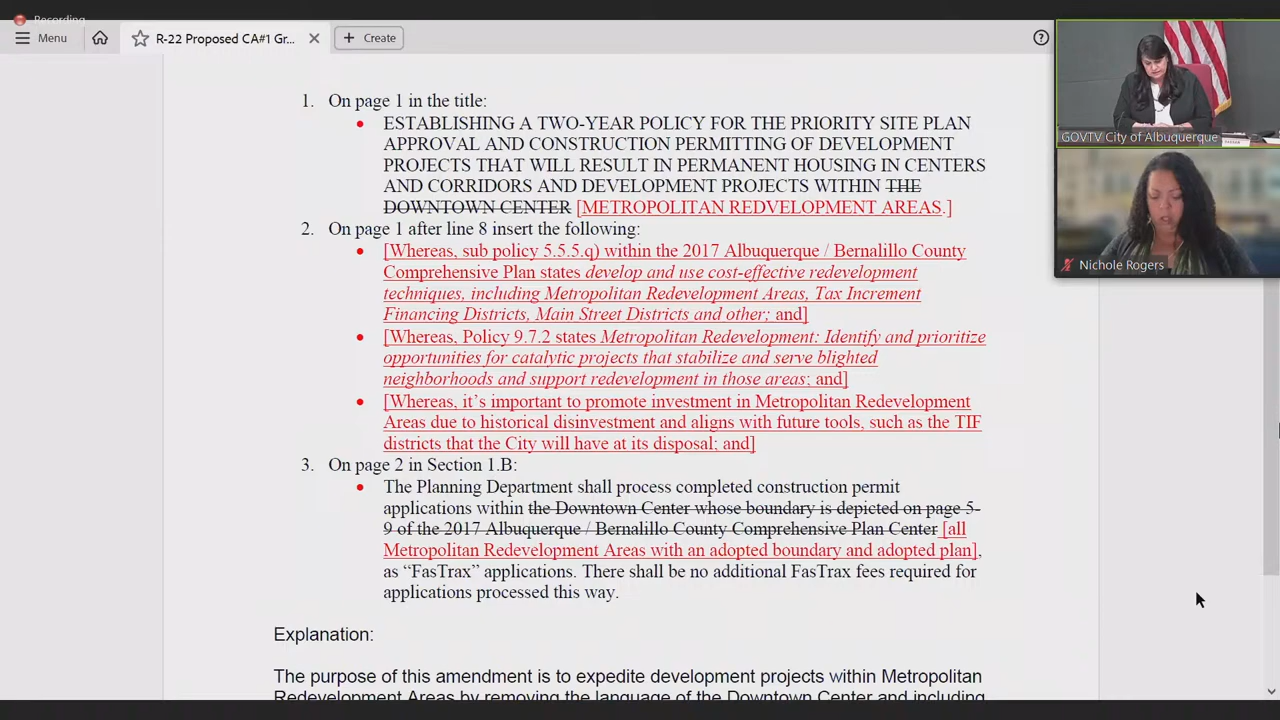 Recording
Menu
R-22 Proposed CA#1 Gr...
Create
GOVTV City of Albuquerque
Nichole Rogers
1. On page 1 in the title:
• ESTABLISHING A TWO-YEAR POLICY FOR THE PRIORITY SITE PLAN
APPROVAL AND CONSTRUCTION PERMITTING OF DEVELOPMENT
PROJECTS THAT WILL RESULT IN PERMANENT HOUSING IN CENTERS
AND CORRIDORS AND DEVELOPMENT PROJECTS WITHIN THE
DOWNTOWN CENTER [METROPOLITAN REDVELOPMENT AREAS.]
2. On page 1 after line 8 insert the following:
• [Whereas, sub policy 5.5.5.q) within the 2017 Albuquerque / Bernalillo County
Comprehensive Plan states develop and use cost-effective redevelopment
techniques, including Metropolitan Redevelopment Areas, Tax Increment
Financing Districts, Main Street Districts and other; and]
• [Whereas, Policy 9.7.2 states Metropolitan Redevelopment: Identify and prioritize
opportunities for catalytic projects that stabilize and serve blighted
neighborhoods and support redevelopment in those areas; and]
• [Whereas, it's important to promote investment in Metropolitan Redevelopment
Areas due to historical disinvestment and aligns with future tools, such as the TIF
districts that the City will have at its disposal; and]
3. On page 2 in Section 1.B:
• The Planning Department shall process completed construction permit
applications within the Downtown Center whose boundary is depicted on page 5-
9 of the 2017 Albuquerque / Bernalillo County Comprehensive Plan Center [all
Metropolitan Redevelopment Areas with an adopted boundary and adopted plan],
as “FasTrax” applications. There shall be no additional FasTrax fees required for
applications processed this way.
Explanation:
The purpose of this amendment is to expedite development projects within Metropolitan
Redevelopment Areas by removing the language of the Downtown Center and including